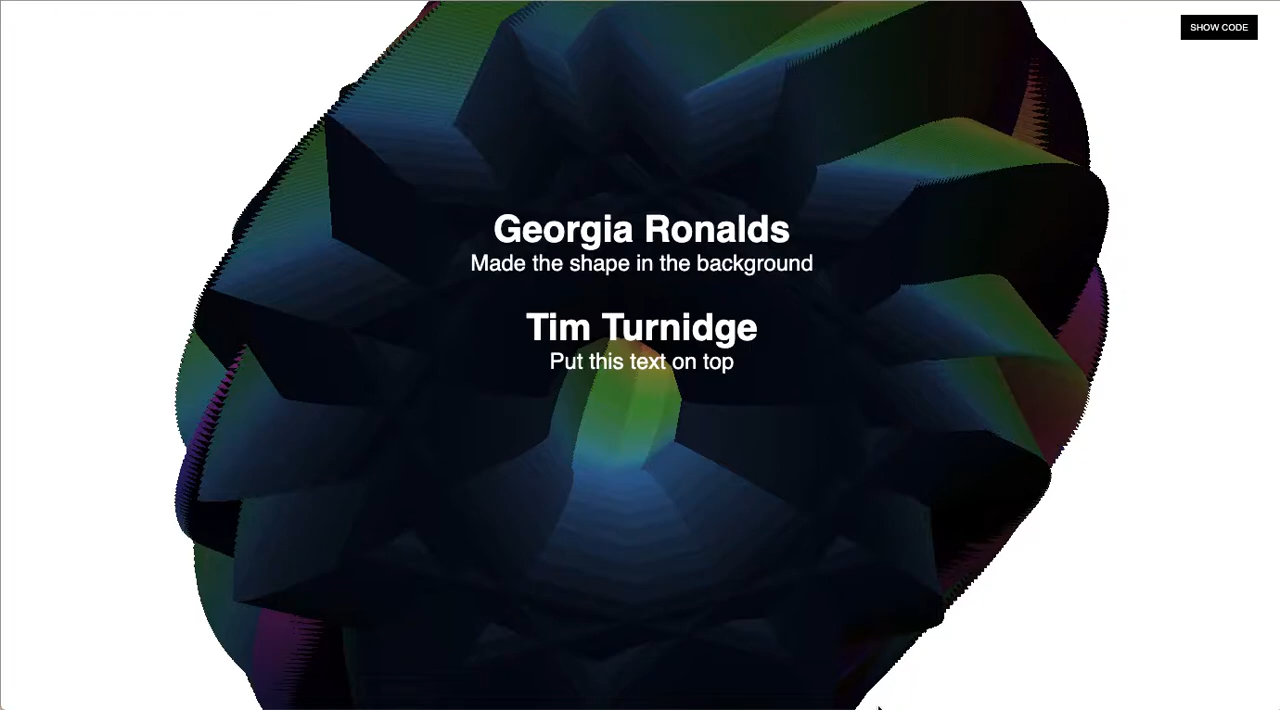 SHOW CODE
Georgia Ronalds
Made the shape in the background
Tim Turnidge
Put this text on top